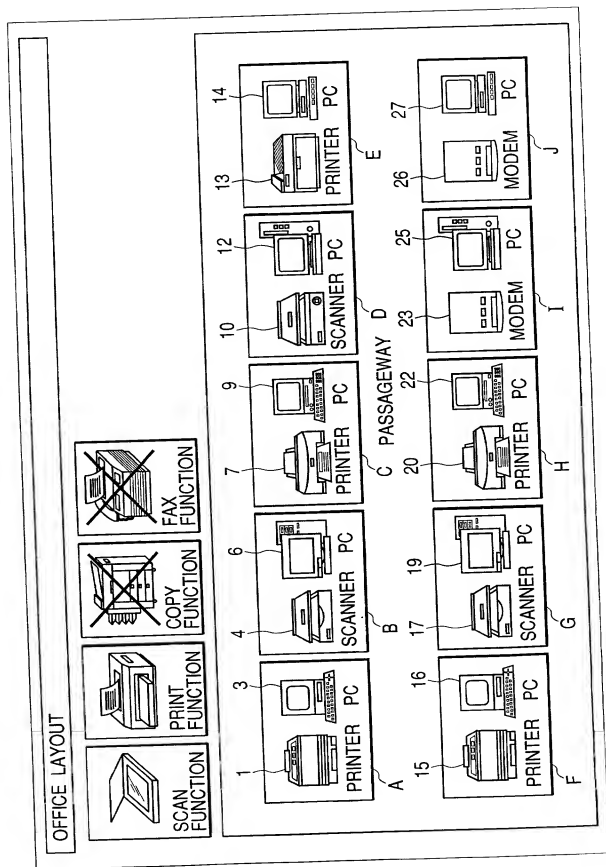 OFFICE LAYOUT
SCAN FUNCTION
PRINT FUNCTION
COPY FUNCTION
FAX FUNCTION
1 3
PRINTER PC
A
4 6
SCANNER PC
B
7 9
PRINTER PC
C
10 12
SCANNER PC
D
13 14
PRINTER PC
E
PASSAGEWAY
15 16
PRINTER PC
F
17 19
SCANNER PC
G
20 22
PRINTER PC
H
23 25
MODEM PC
I
26 27
MODEM PC
J